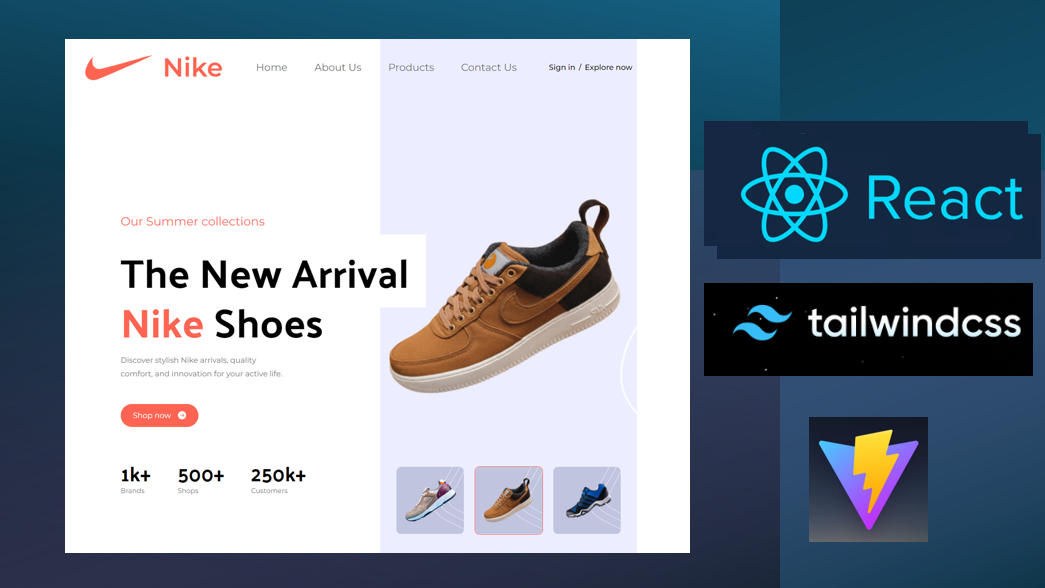 Nike
Home About Us Products Contact Us Sign in / Explore now
Our Summer collections
The New Arrival
Nike Shoes
Discover stylish Nike arrivals, quality
comfort, and innovation for your active life.
Shop now
1k+ 500+ 250k+
Brands Shops Customers
React
tailwindcss